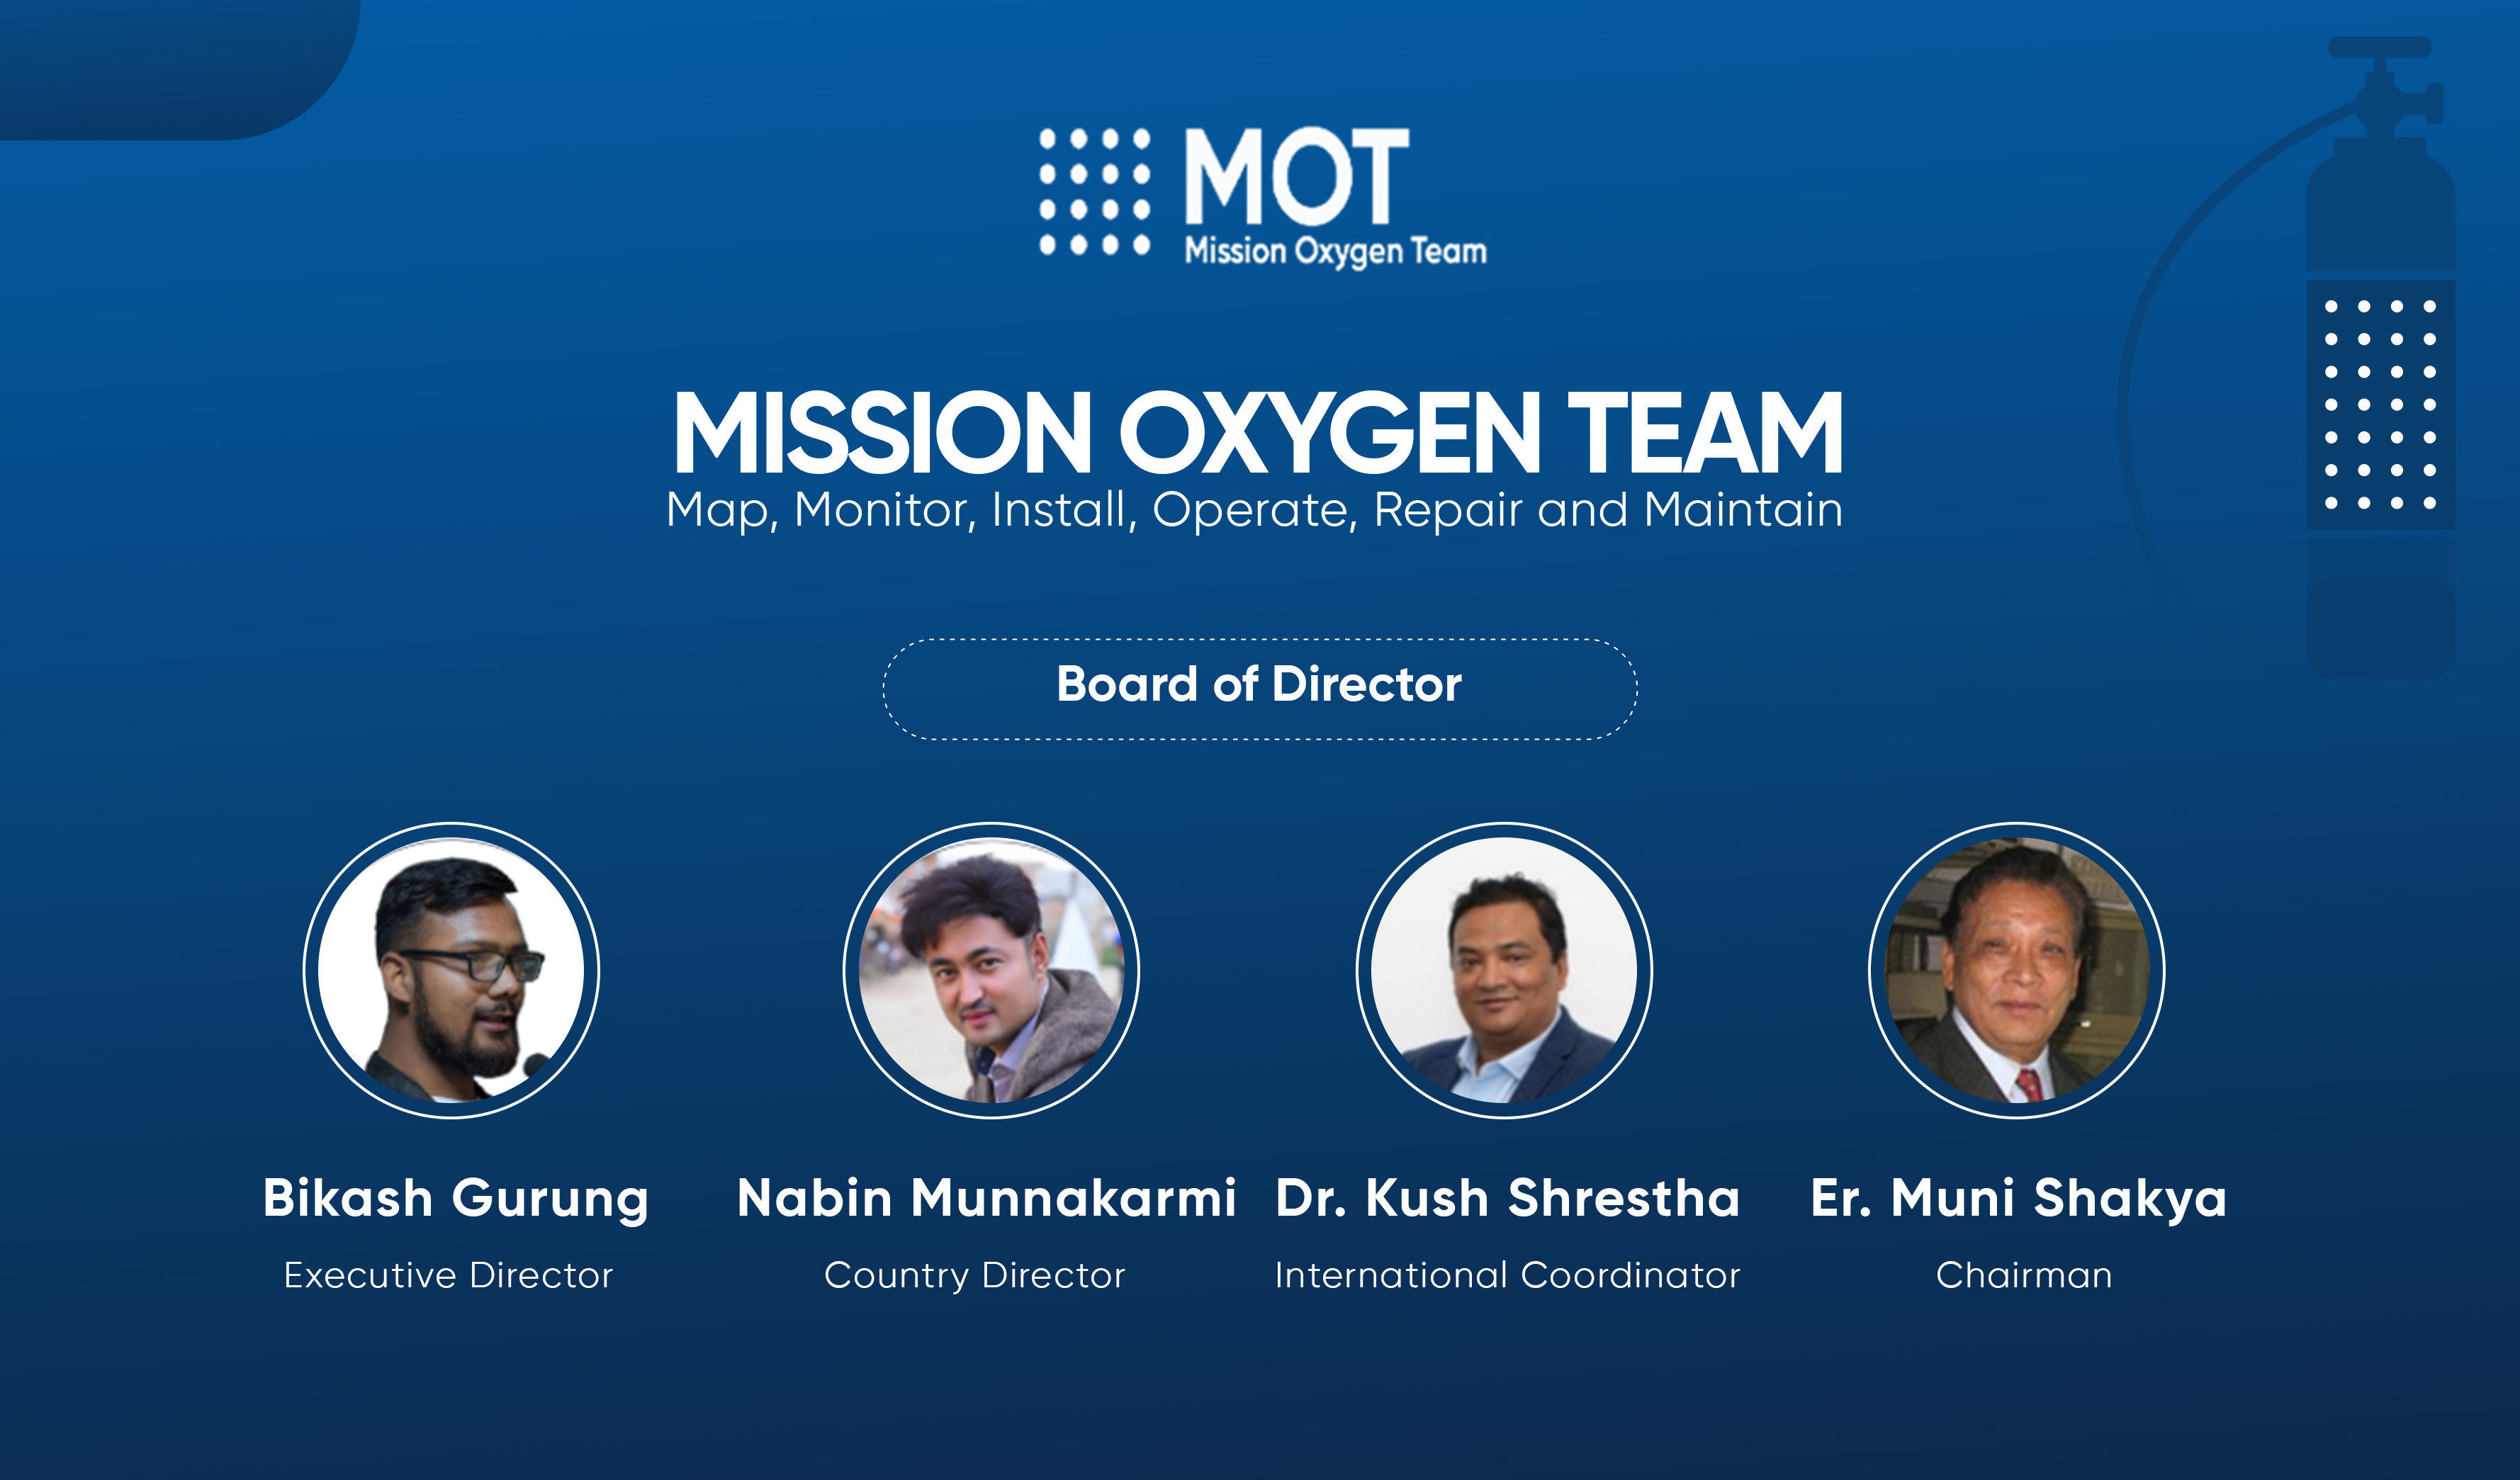 MOT
Mission Oxygen Team
MISSION OXYGEN TEAM
Map, Monitor, Install, Operate, Repair and Maintain
Board of Director
Bikash Gurung
Executive Director
Nabin Munnakarmi
Country Director
Dr. Kush Shrestha
International Coordinator
Er. Muni Shakya
Chairman